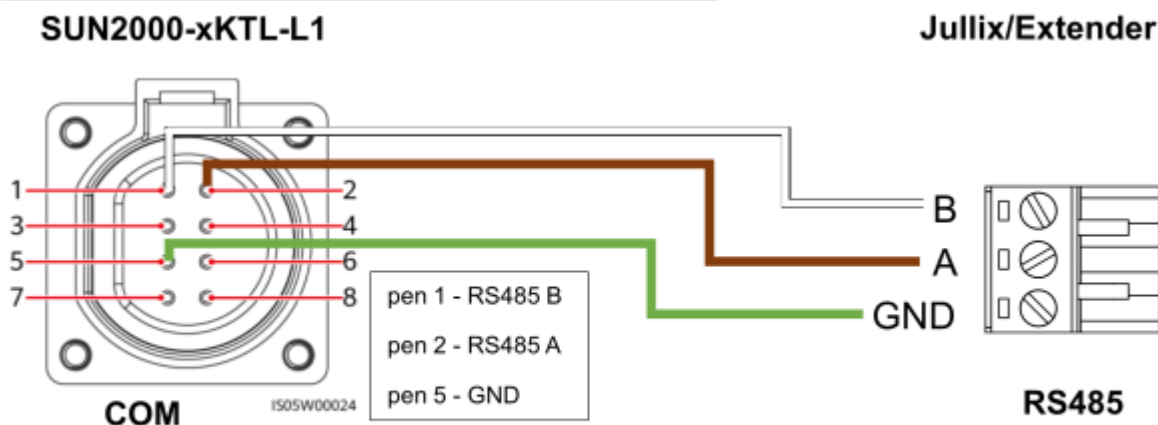 SUN2000-xKTL-L1
Jullix/Extender
1
2
3
4
5
6
7
8
B
A
GND
pen 1 - RS485 B
pen 2 - RS485 A
pen 5 - GND
COM
IS05W00024
RS485